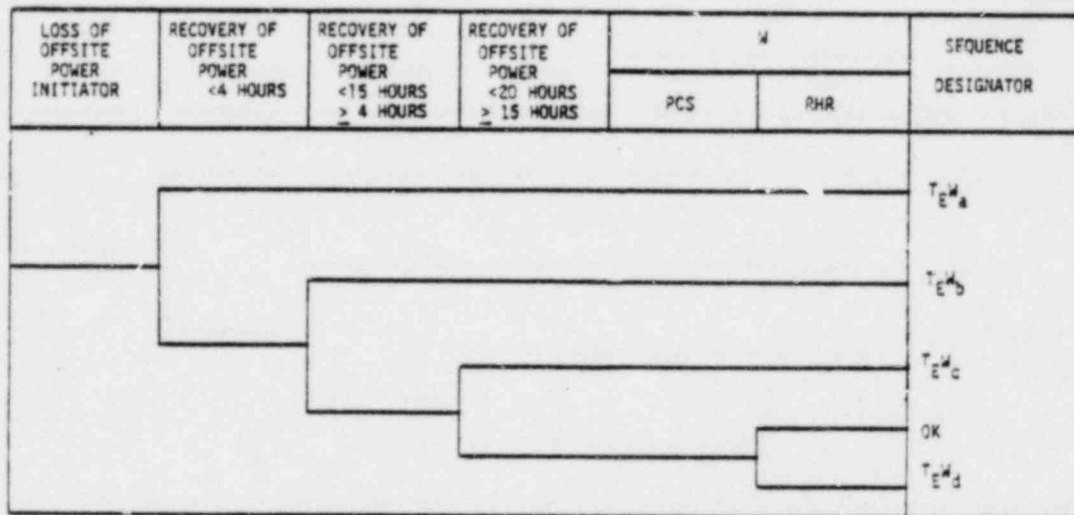 LOSS OF
OFFSITE
POWER
INITIATOR
RECOVERY OF
OFFSITE
POWER
<4 HOURS
RECOVERY OF
OFFSITE
POWER
<15 HOURS
≥ 4 HOURS
RECOVERY OF
OFFSITE
POWER
<20 HOURS
≥ 15 HOURS
W
PCS
RHR
SEQUENCE
DESIGNATOR
TEWa
TEWb
TEWc
OK
TEWd